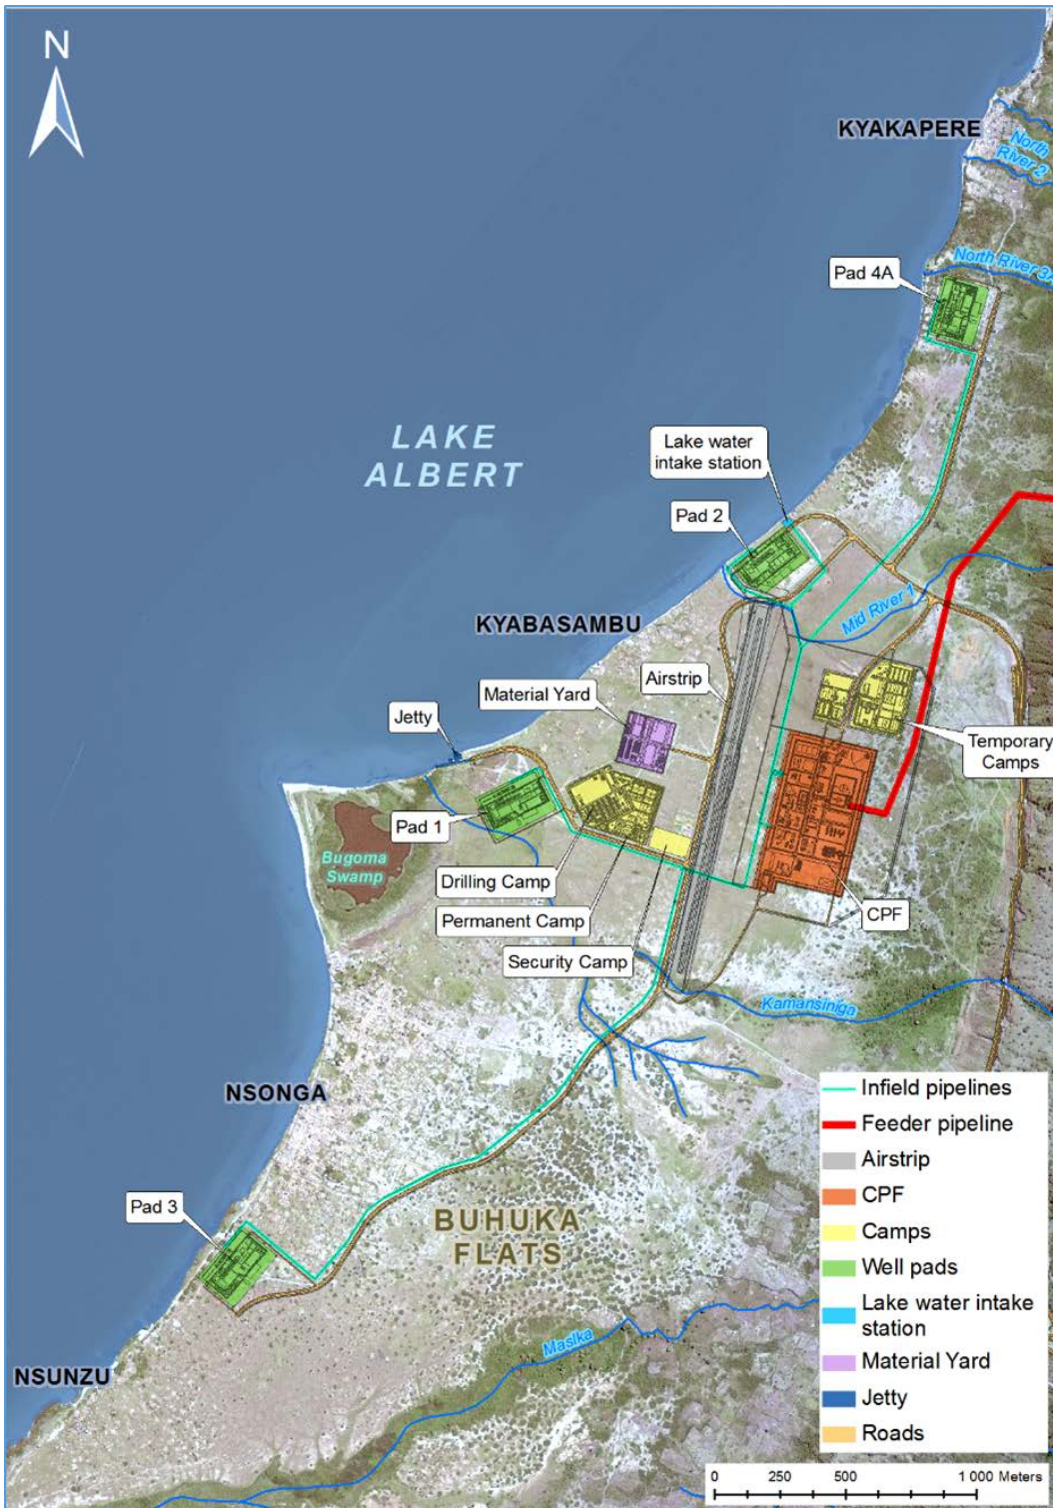 N
KYAKAPERE
North
River 2
North River 3A
Pad 4A
LAKE
ALBERT
Lake water
intake station
Pad 2
Mid River 1
KYABASAMBU
Airstrip
Material Yard
Jetty
Temporary
Camps
Pad 1
Bugoma
Swamp
Drilling Camp
Permanent Camp
CPF
Security Camp
Kamansiniga
NSONGA
Pad 3
BUHUKA
FLATS
Masika
NSUNZU
Infield pipelines
Feeder pipeline
Airstrip
CPF
Camps
Well pads
Lake water intake
station
Material Yard
Jetty
Roads
0 250 500 1 000 Meters